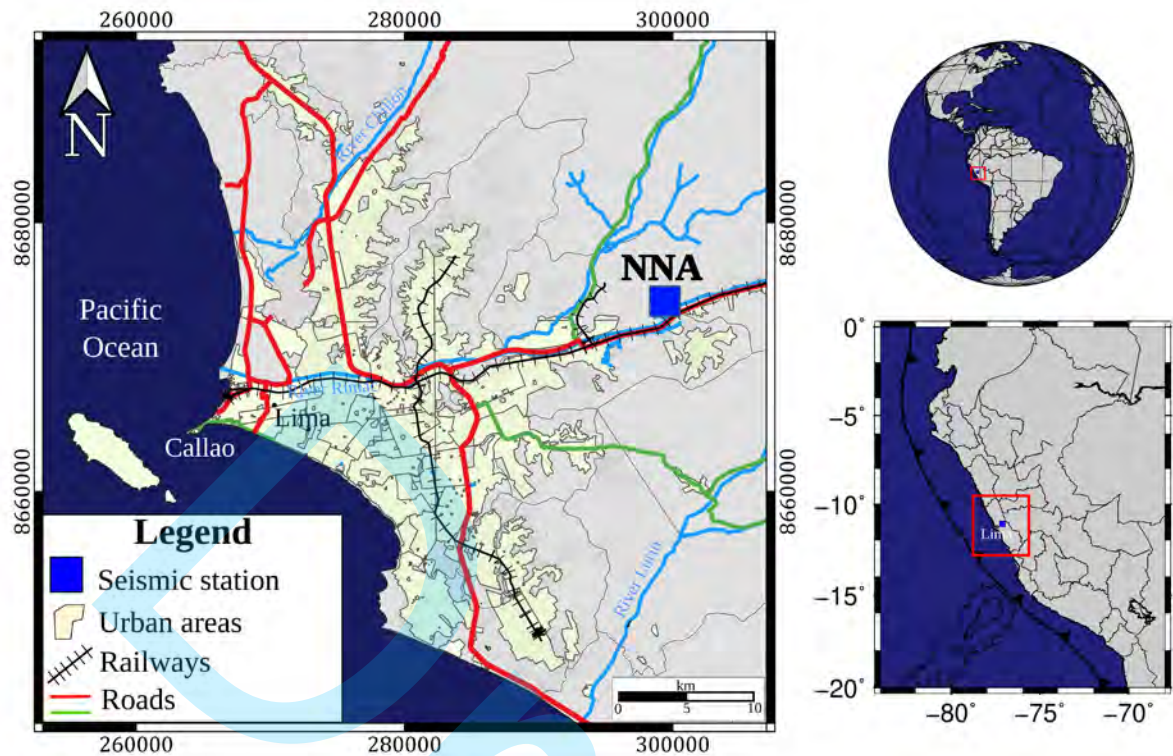 260000
280000
300000
N
River Chillón
8680000
8680000
NNA
Pacific
Ocean
River Rimac
Lima
Callao
8660000
8660000
River Lurin
Legend
Seismic station
Urban areas
Railways
Roads
km
0 5 10
260000
280000
300000
0°
−5°
−10°
Lima
−15°
−20°
−80° −75° −70°